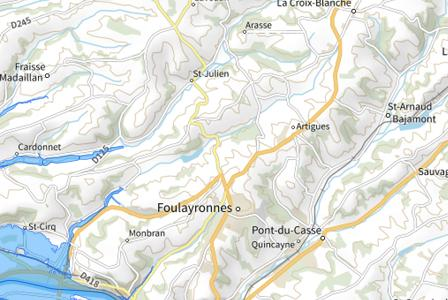 La Croix-Blanche
D245
Arasse
Fraisse
Madaillan
St-Julien
St-Arnaud
Bajamont
Artigues
Cardonnet
D125
Foulayronnes
St-Cirq
Monbran
Pont-du-Casse
Quincayne
D418